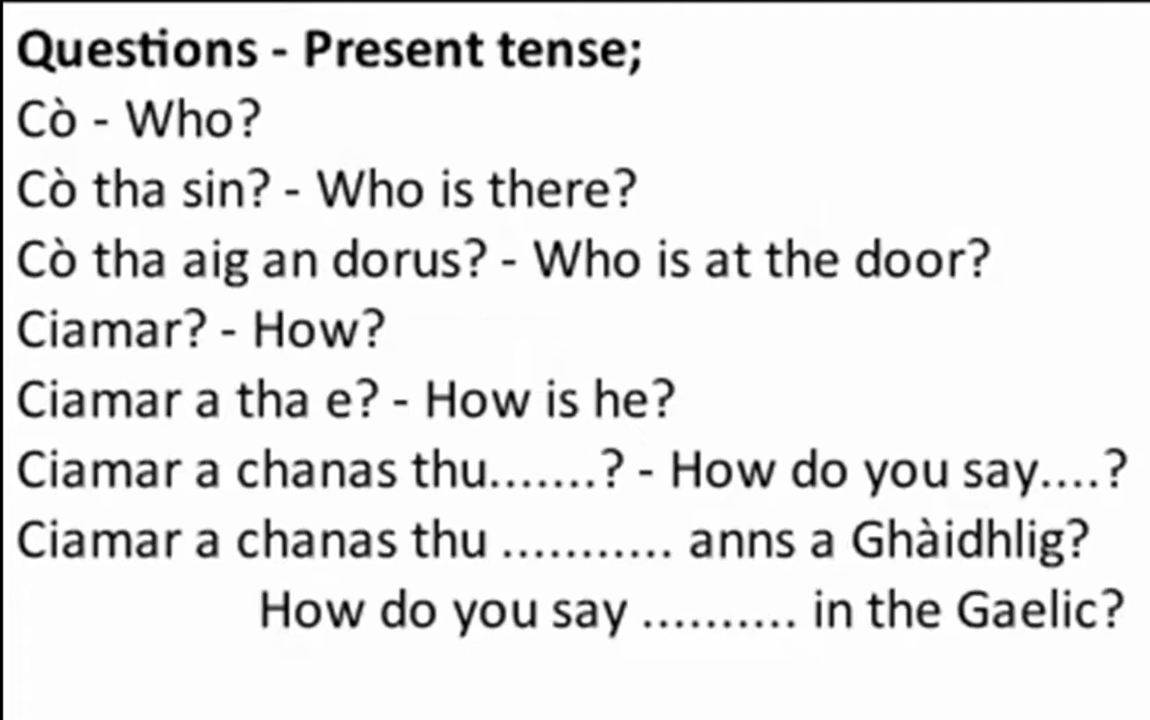 Questions - Present tense;
Cò - Who?
Cò tha sin? - Who is there?
Cò tha aig an dorus? - Who is at the door?
Ciamar? - How?
Ciamar a tha e? - How is he?
Ciamar a chanas thu.......? - How do you say....?
Ciamar a chanas thu ........... anns a Ghàidhlig?
How do you say .......... in the Gaelic?